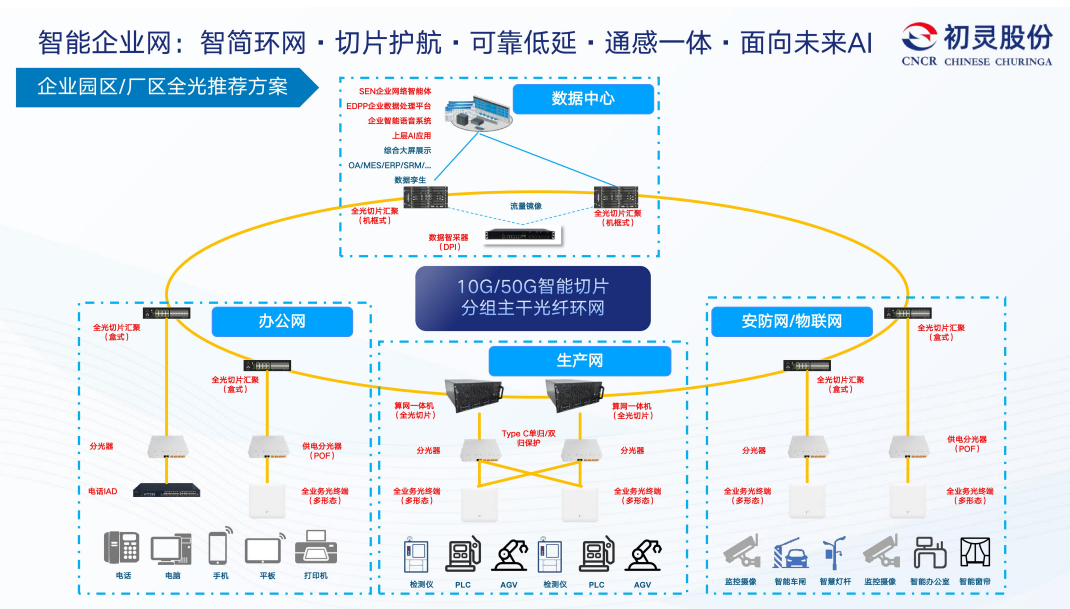 智能企业网：智简环网·切片护航·可靠低延·通感一体·面向未来AI
初灵股份
CNCR CHINESE CHURINGA
企业园区/厂区全光推荐方案
SEN企业网络智能体
EDPP企业数据处理平台
企业智能语音系统
上层AI应用
综合大屏展示
OA/MES/ERP/SRM/...
数据孪生
数据中心
全光切片汇聚
（机框式）
流量镜像
全光切片汇聚
（机框式）
数据智采器
（DPI）
10G/50G智能切片
分组主干光纤环网
办公网
全光切片汇聚
（盒式）
全光切片汇聚
（盒式）
分光器
供电分光器
（POF）
电话IAD
全业务光终端
（多形态）
电话
电脑
手机
平板
打印机
生产网
算网一体机
（全光切片）
算网一体机
（全光切片）
Type C单归/双
归保护
分光器
分光器
全业务光终端
（多形态）
全业务光终端
（多形态）
检测仪
PLC
AGV
检测仪
PLC
AGV
安防网/物联网
全光切片汇聚
（盒式）
全光切片汇聚
（盒式）
分光器
供电分光器
（POF）
全业务光终端
（多形态）
全业务光终端
（多形态）
监控摄像
智能车闸
智慧灯杆
监控摄像
智能办公室
智能窗帘